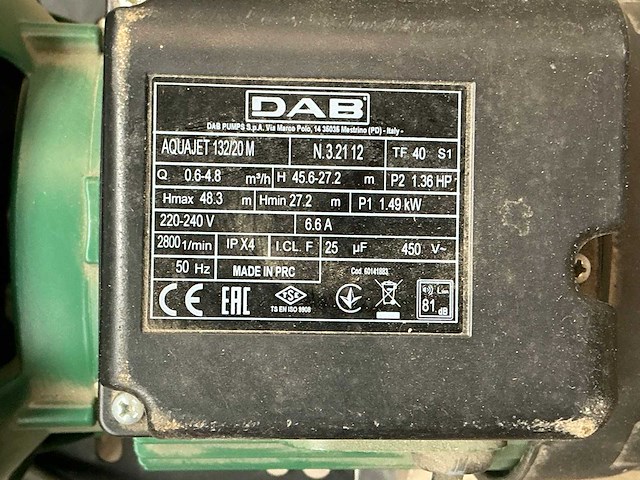 DAB
DAB PUMPS S.p.A. Via Marco Polo, 14 35035 Mestrino (PD) - Italy -
AQUAJET 132/20 M N. 3.21 12 TF 40 S1
Q 0.6-4.8 m³/h H 45.6-27.2 m P2 1.36 HP
Hmax 48.3 m Hmin 27.2 m P1 1.49 kW
220-240 V 6.6 A
2800 1/min IP X4 I.CL. F 25 µF 450 V~
50 Hz MADE IN PRC Cod. 60141883
CE EAC TSE TS EN ISO 9908 81 dB